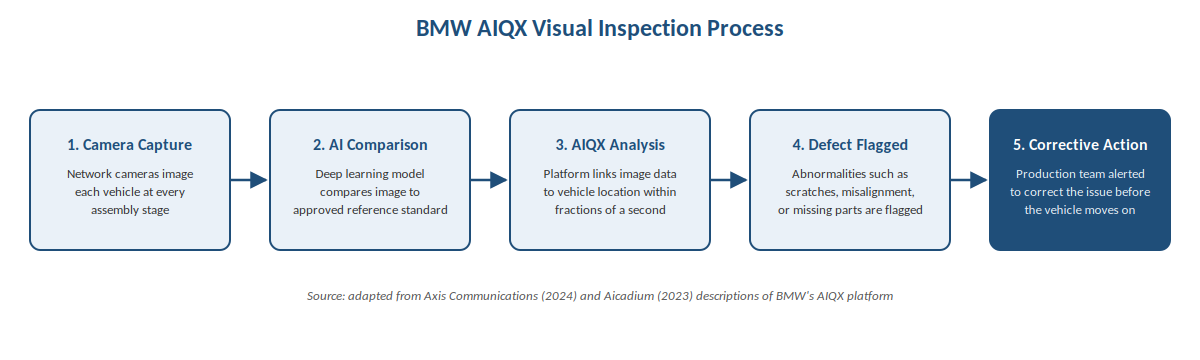 BMW AIQX Visual Inspection Process
1. Camera Capture
Network cameras image
each vehicle at every
assembly stage
2. AI Comparison
Deep learning model
compares image to
approved reference standard
3. AIQX Analysis
Platform links image data
to vehicle location within
fractions of a second
4. Defect Flagged
Abnormalities such as
scratches, misalignment,
or missing parts are flagged
5. Corrective Action
Production team alerted
to correct the issue before
the vehicle moves on
Source: adapted from Axis Communications (2024) and Aicadium (2023) descriptions of BMW's AIQX platform